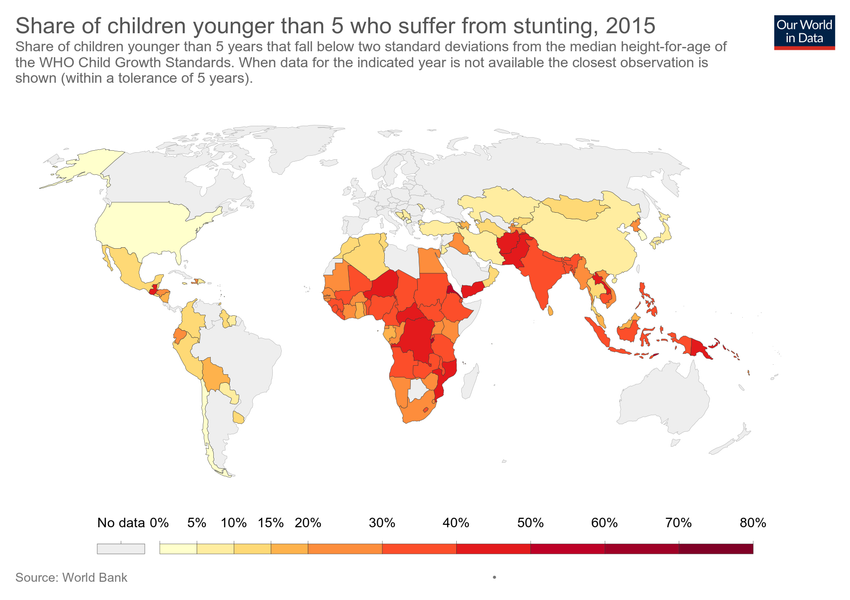 Share of children younger than 5 who suffer from stunting, 2015
Our World
in Data
Share of children younger than 5 years that fall below two standard deviations from the median height-for-age of
the WHO Child Growth Standards. When data for the indicated year is not available the closest observation is
shown (within a tolerance of 5 years).
No data 0% 5% 10% 15% 20% 30% 40% 50% 60% 70% 80%
Source: World Bank